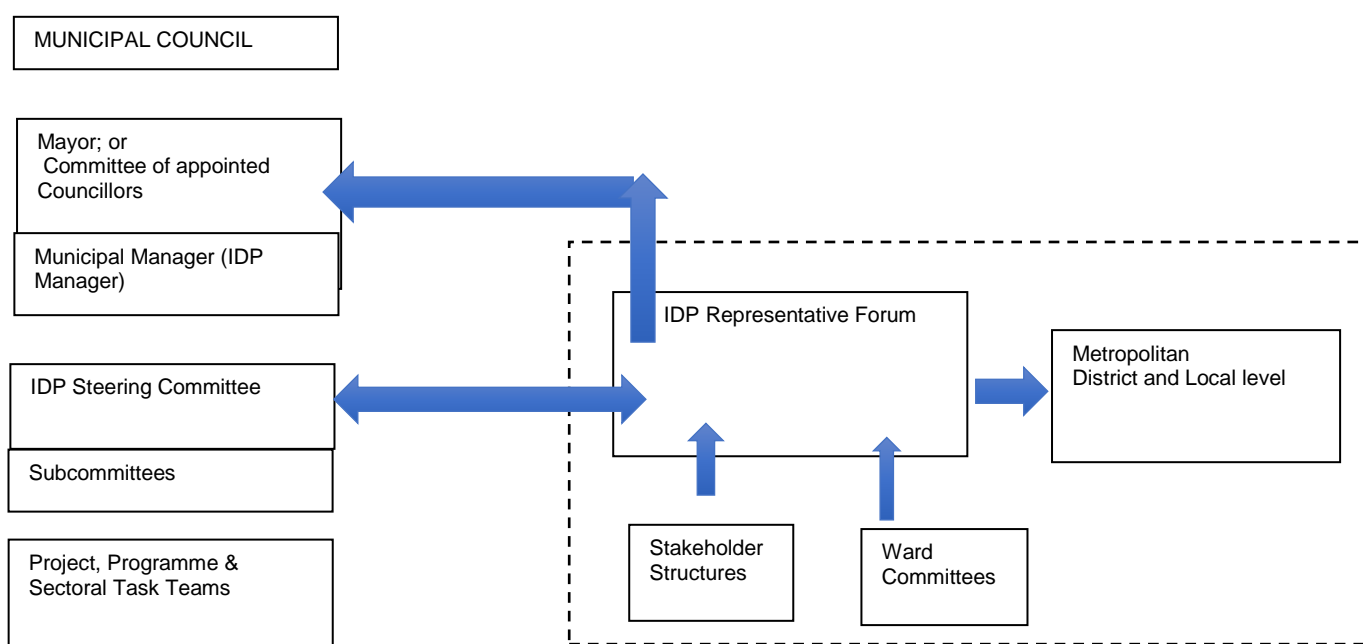 MUNICIPAL COUNCIL
Mayor; or
Committee of appointed
Councillors
Municipal Manager (IDP
Manager)
IDP Representative Forum
Metropolitan
District and Local level
IDP Steering Committee
Subcommittees
Stakeholder
Structures
Ward
Committees
Project, Programme &
Sectoral Task Teams